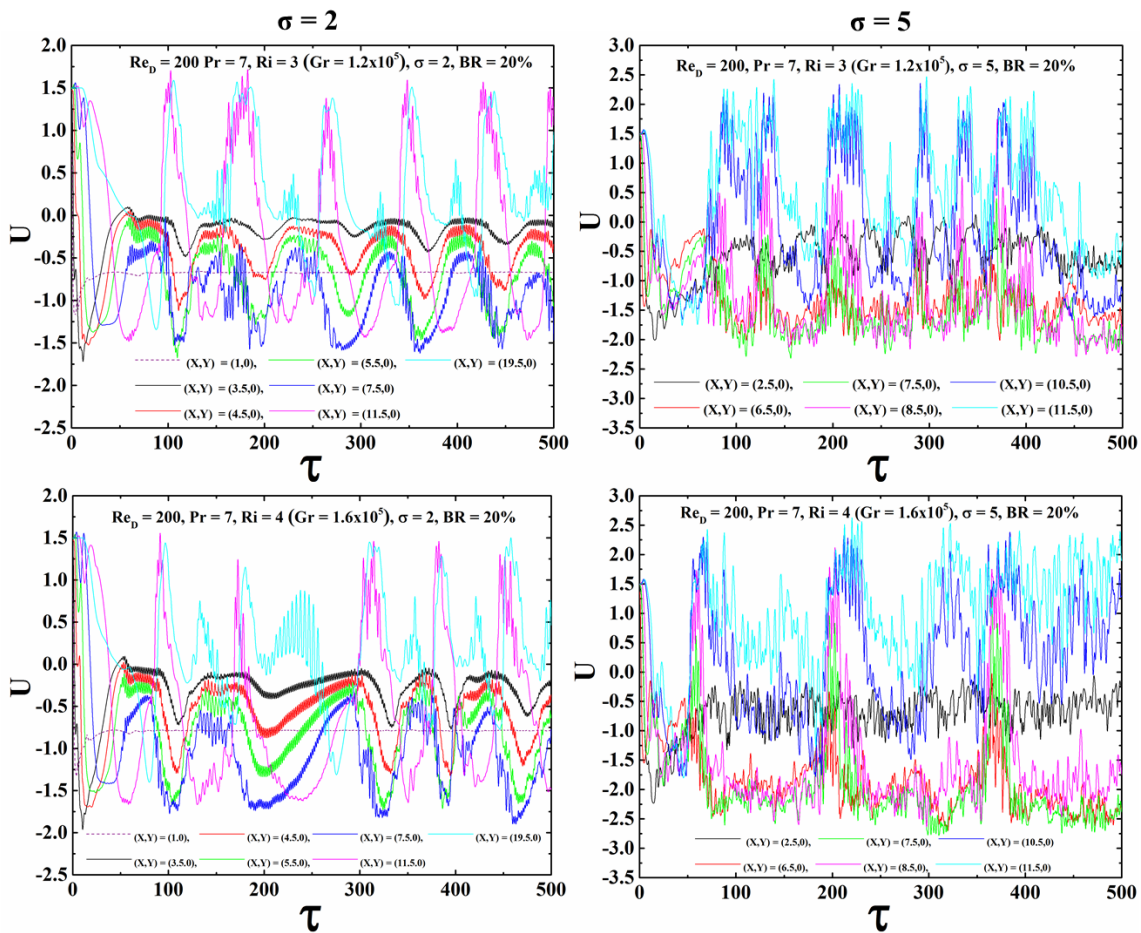 σ = 2
σ = 5
Re_D = 200 Pr = 7, Ri = 3 (Gr = 1.2x10⁵), σ = 2, BR = 20%
U
2.0
1.5
1.0
0.5
0.0
-0.5
-1.0
-1.5
-2.0
-2.5
(X,Y) = (1,0), (X,Y) = (5.5,0), (X,Y) = (19.5,0)
(X,Y) = (3.5,0), (X,Y) = (7.5,0)
(X,Y) = (4.5,0), (X,Y) = (11.5,0)
0 100 200 300 400 500
τ
Re_D = 200, Pr = 7, Ri = 3 (Gr = 1.2x10⁵), σ = 5, BR = 20%
U
3.0
2.5
2.0
1.5
1.0
0.5
0.0
-0.5
-1.0
-1.5
-2.0
-2.5
-3.0
-3.5
(X,Y) = (2.5,0), (X,Y) = (7.5,0) (X,Y) = (10.5,0)
(X,Y) = (6.5,0), (X,Y) = (8.5,0) (X,Y) = (11.5,0)
0 100 200 300 400 500
τ
Re_D = 200, Pr = 7, Ri = 4 (Gr = 1.6x10⁵), σ = 2, BR = 20%
U
2.0
1.5
1.0
0.5
0.0
-0.5
-1.0
-1.5
-2.0
-2.5
(X,Y) = (1.0), (X,Y) = (4.5.0) (X,Y) = (7.5.0) (X,Y) = (19.5.0)
(X,Y) = (3.5.0) (X,Y) = (5.5.0) (X,Y) = (11.5.0)
0 100 200 300 400 500
τ
Re_D = 200, Pr = 7, Ri = 4 (Gr = 1.6x10⁵), σ = 5, BR = 20%
U
3.0
2.5
2.0
1.5
1.0
0.5
0.0
-0.5
-1.0
-1.5
-2.0
-2.5
-3.0
-3.5
(X,Y) = (2.5,0), (X,Y) = (7.5,0) (X,Y) = (10.5,0)
(X,Y) = (6.5,0), (X,Y) = (8.5,0), (X,Y) = (11.5,0)
0 100 200 300 400 500
τ